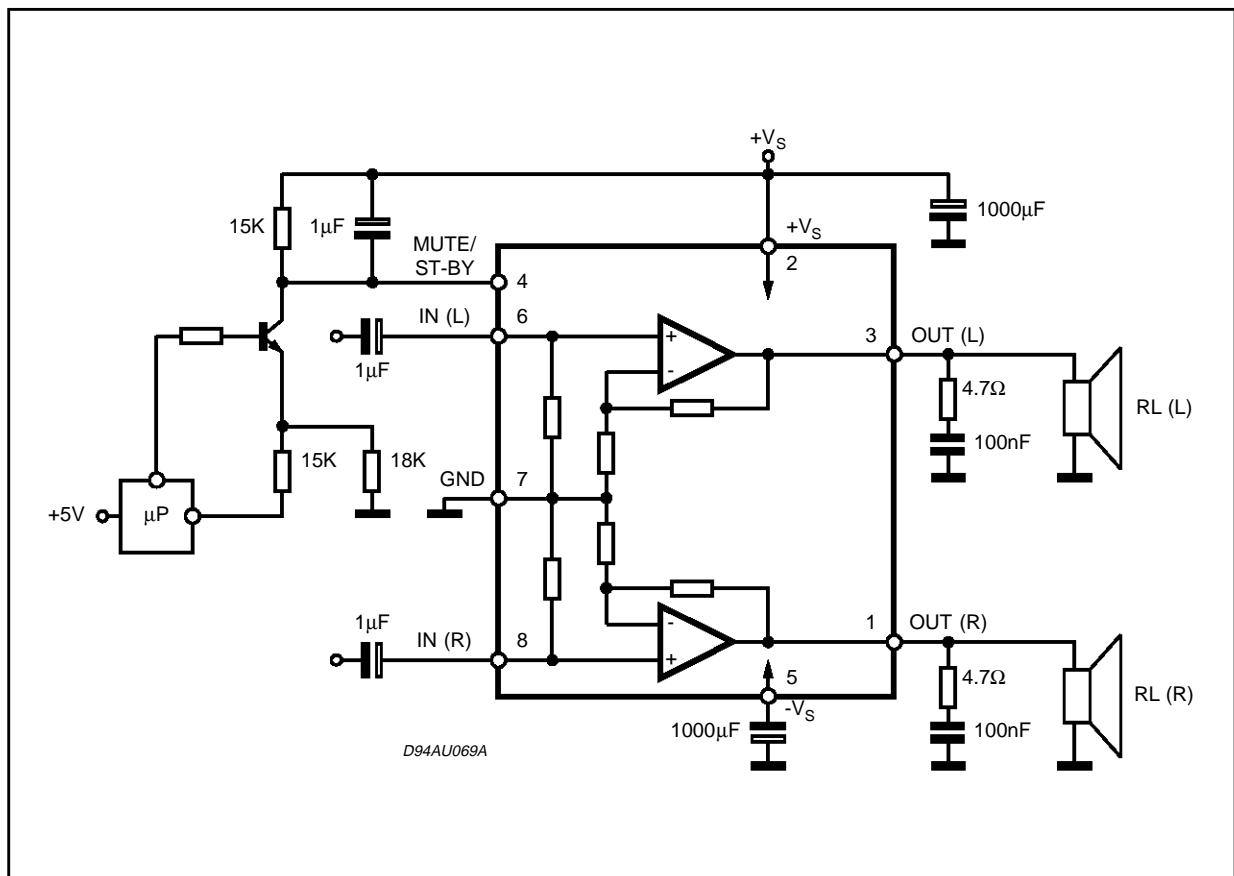 +VS
15K
1µF
1000µF
MUTE/
ST-BY
+VS
2
4
IN (L)
6
1µF
+
-
3
OUT (L)
4.7Ω
100nF
RL (L)
15K
18K
GND
7
+5V
µP
1µF
IN (R)
8
-
+
1
OUT (R)
4.7Ω
100nF
RL (R)
5
-VS
1000µF
D94AU069A